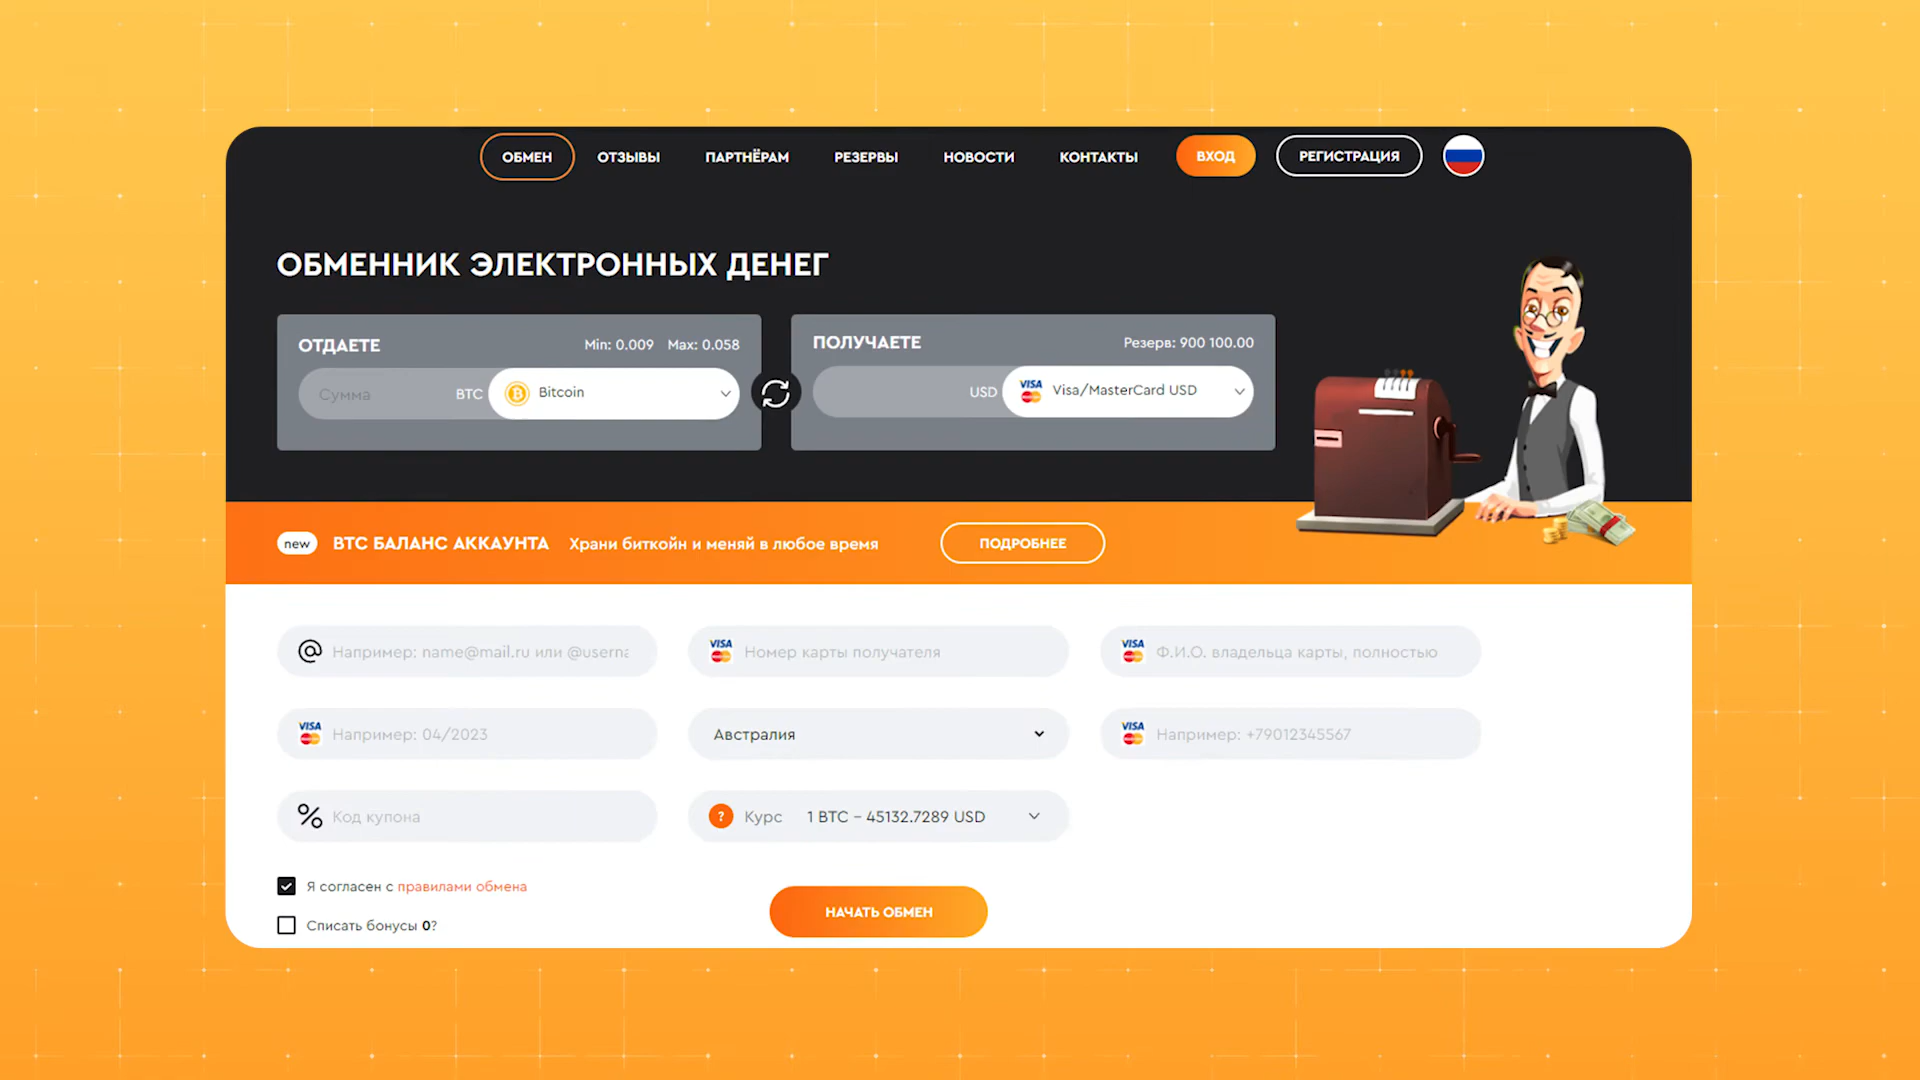 ОБМЕН ОТЗЫВЫ ПАРТНЁРАМ РЕЗЕРВЫ НОВОСТИ КОНТАКТЫ ВХОД РЕГИСТРАЦИЯ
ОБМЕННИК ЭЛЕКТРОННЫХ ДЕНЕГ
ОТДАЕТЕ Min: 0.009 Max: 0.058
Сумма BTC Bitcoin
ПОЛУЧАЕТЕ Резерв: 900 100.00
USD VISA Visa/MasterCard USD
new BTC БАЛАНС АККАУНТА Храни биткойн и меняй в любое время ПОДРОБНЕЕ
@ Например: name@mail.ru или @userna VISA Номер карты получателя VISA Ф.И.О. владельца карты, полностью
VISA Например: 04/2023 Австралия VISA Например: +79012345567
% Код купона ? Курс 1 BTC – 45132.7289 USD
Я согласен с правилами обмена
Списать бонусы 0?
НАЧАТЬ ОБМЕН